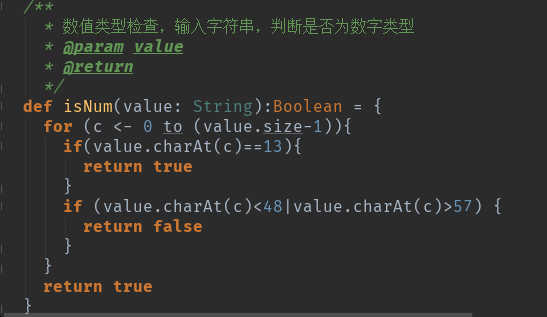 /**
* 数值类型检查，输入字符串，判断是否为数字类型
* @param value
* @return
*/
def isNum(value: String):Boolean = {
for (c <- 0 to (value.size-1)){
if(value.charAt(c)==13){
return true
}
if (value.charAt(c)<48|value.charAt(c)>57) {
return false
}
}
return true
}